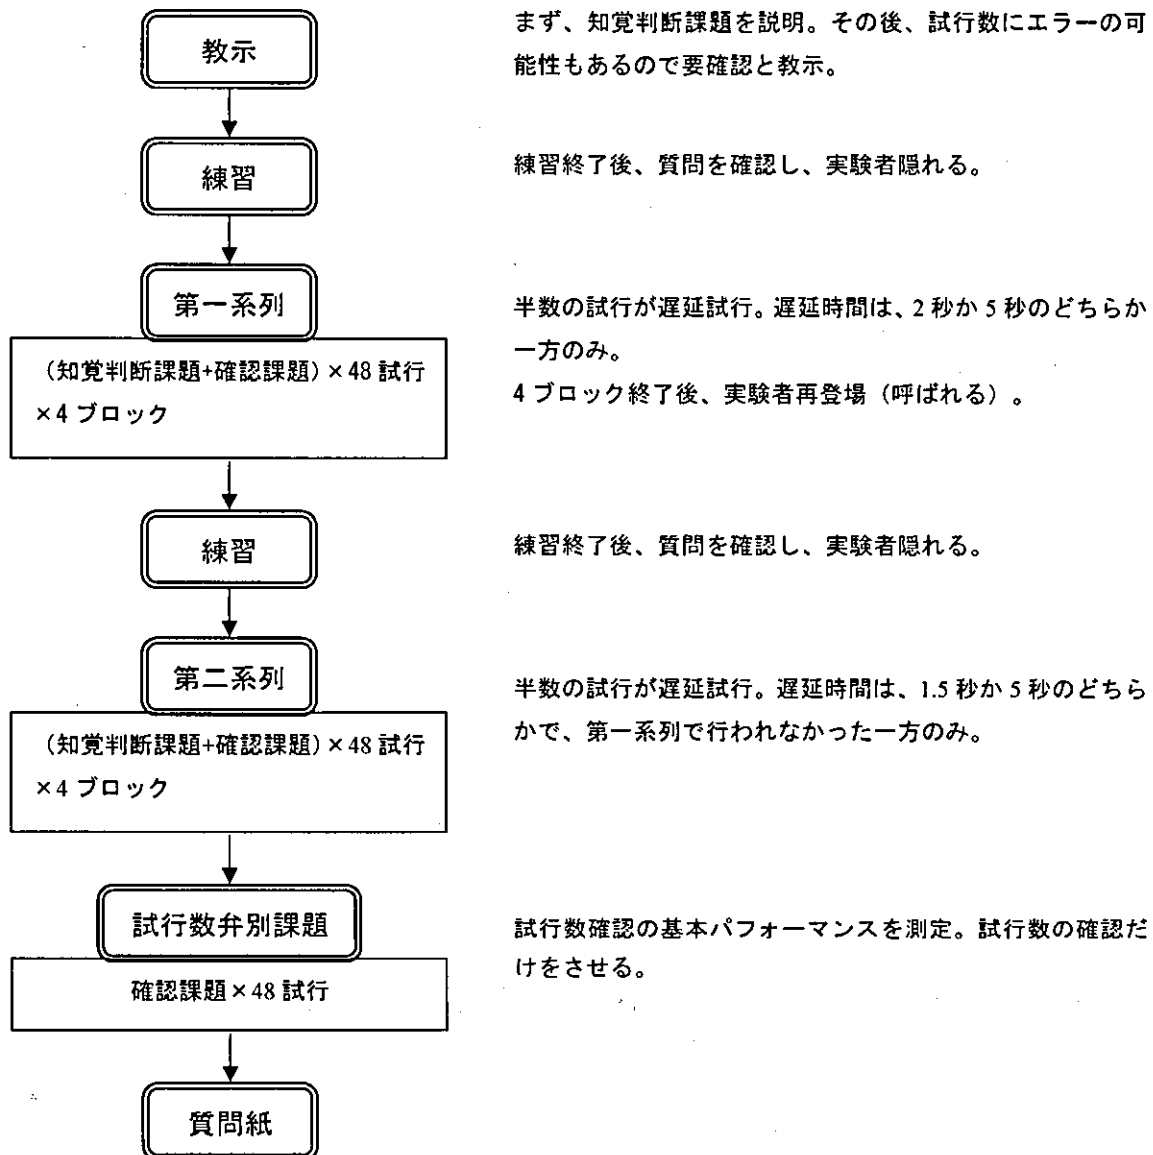 教示
まず、知覚判断課題を説明。その後、試行数にエラーの可
能性もあるので要確認と教示。
練習
練習終了後、質問を確認し、実験者隠れる。
第一系列
(知覚判断課題+確認課題)×48 試行
×4 ブロック
半数の試行が遅延試行。遅延時間は、2 秒か 5 秒のどちらか
一方のみ。
4 ブロック終了後、実験者再登場（呼ばれる）。
練習
練習終了後、質問を確認し、実験者隠れる。
第二系列
(知覚判断課題+確認課題)×48 試行
×4 ブロック
半数の試行が遅延試行。遅延時間は、1.5 秒か 5 秒のどちら
かで、第一系列で行われなかった一方のみ。
試行数弁別課題
確認課題×48 試行
試行数確認の基本パフォーマンスを測定。試行数の確認だ
けをさせる。
質問紙